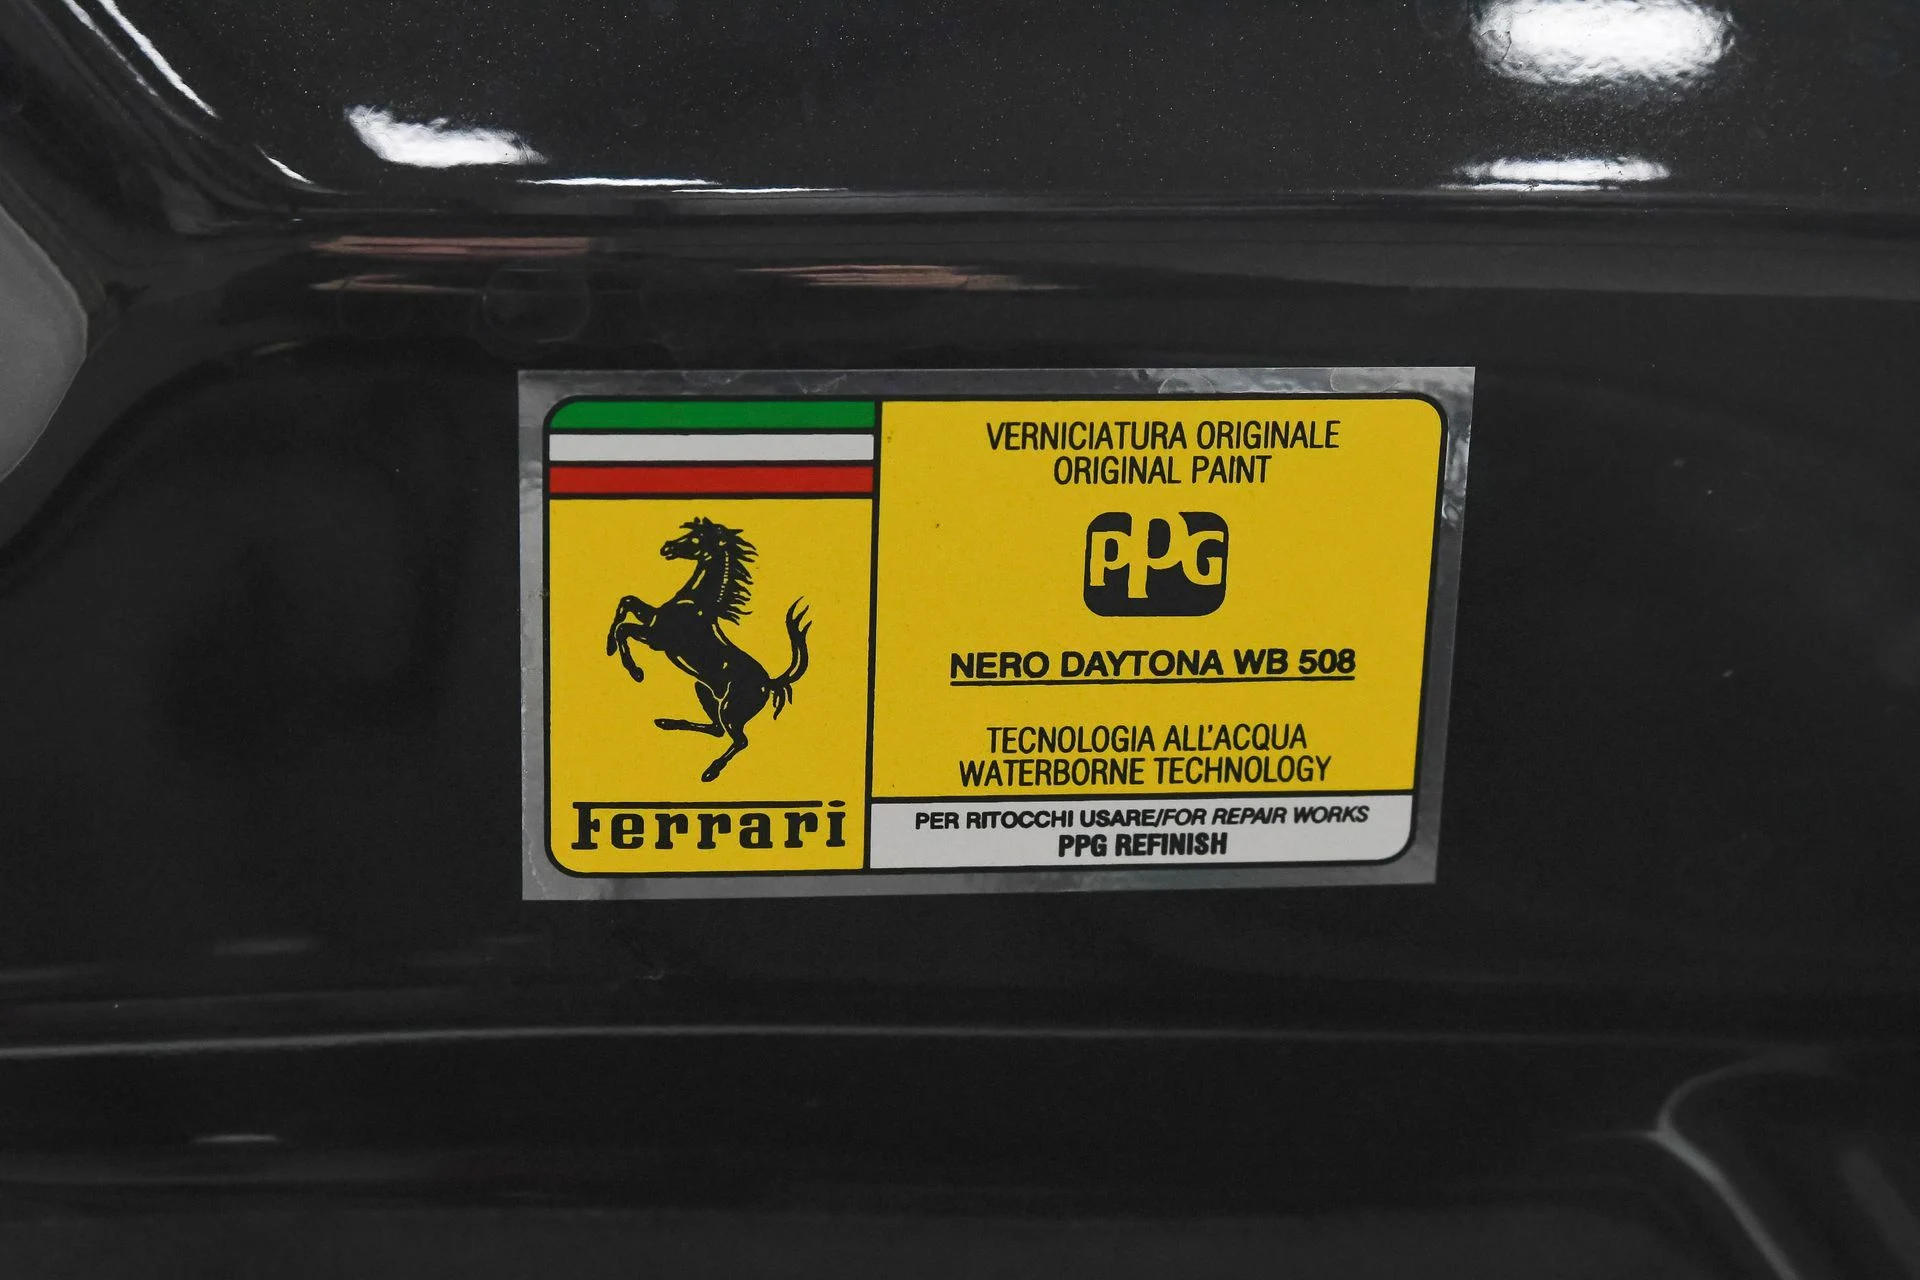 Ferrari
VERNICIATURA ORIGINALE
ORIGINAL PAINT
PPG
NERO DAYTONA WB 508
TECNOLOGIA ALL'ACQUA
WATERBORNE TECHNOLOGY
PER RITOCCHI USARE/FOR REPAIR WORKS
PPG REFINISH